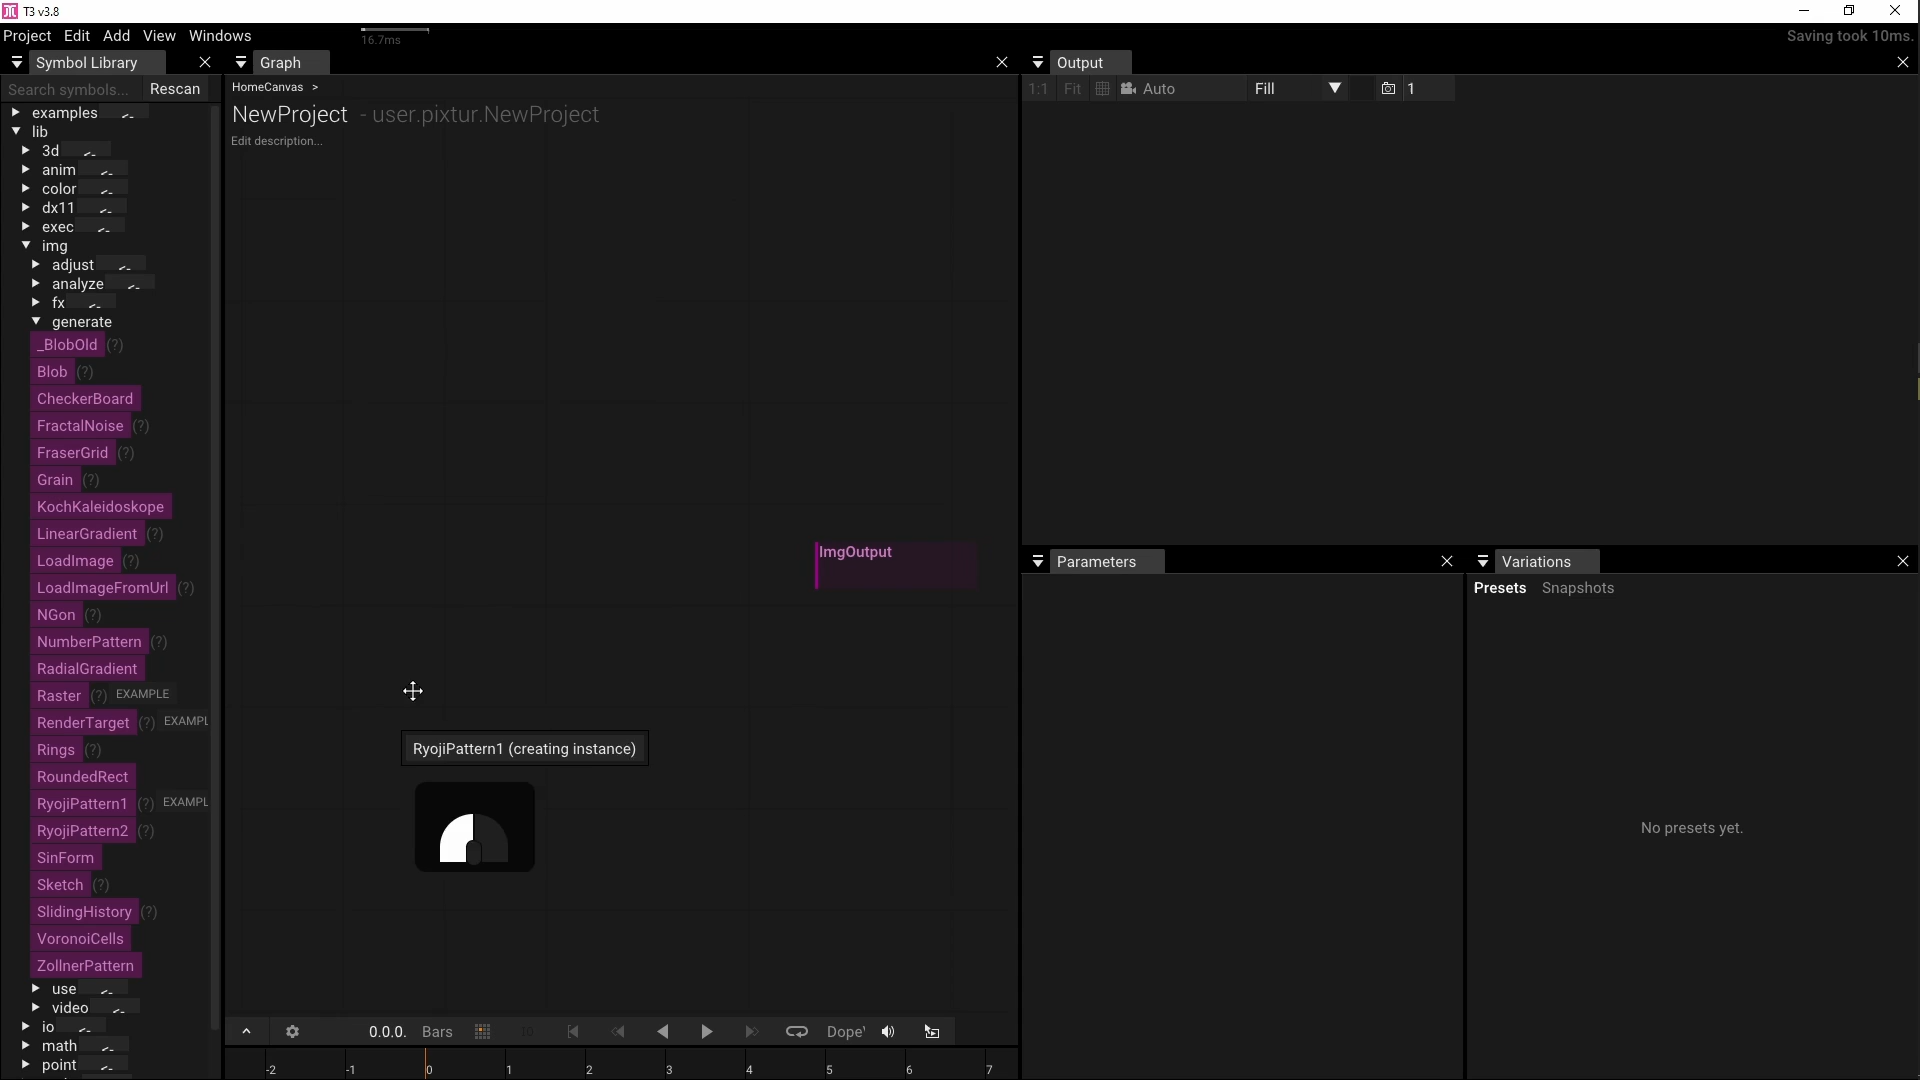 T3 v3.8
Project Edit Add View Windows
16.7ms
Saving took 10ms.
Symbol Library
Graph
Output
Search symbols...
Rescan
HomeCanvas >
1:1 Fit Auto Fill 1
NewProject - user.pixtur.NewProject
Edit description...
examples
lib
3d
anim
color
dx11
exec
img
adjust
analyze
fx
generate
_BlobOld (?)
Blob (?)
CheckerBoard
FractalNoise (?)
FraserGrid (?)
Grain (?)
KochKaleidoskope
LinearGradient (?)
LoadImage (?)
LoadImageFromUrl (?)
NGon (?)
NumberPattern (?)
RadialGradient
Raster (?) EXAMPLE
RenderTarget (?) EXAMPL
Rings (?)
RoundedRect
RyojiPattern1 (?) EXAMPL
RyojiPattern2 (?)
SinForm
Sketch (?)
SlidingHistory (?)
VoronoiCells
ZollnerPattern
use
video
io
math
point
ImgOutput
RyojiPattern1 (creating instance)
Parameters
Variations
Presets Snapshots
No presets yet.
0.0.0. Bars 10 Dope
-2 -1 0 1 2 3 4 5 6 7